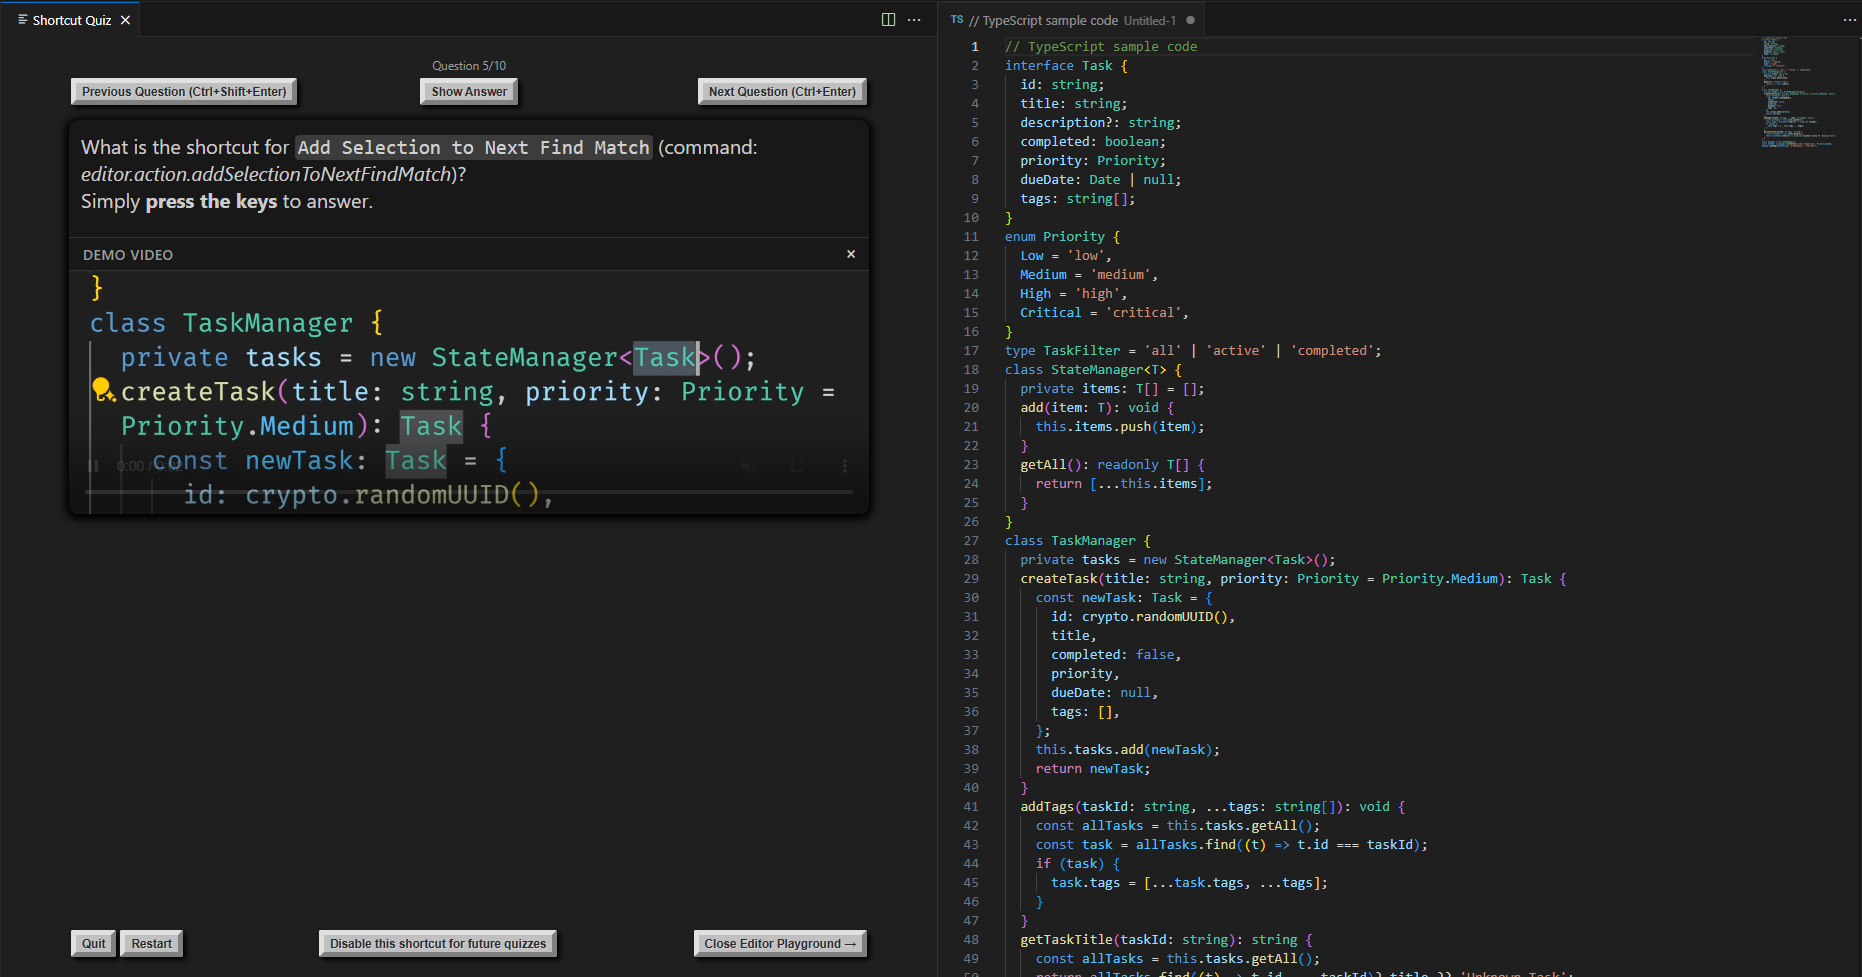 Shortcut Quiz
Question 5/10
Previous Question (Ctrl+Shift+Enter)
Show Answer
Next Question (Ctrl+Enter)
What is the shortcut for Add Selection to Next Find Match (command:
editor.action.addSelectionToNextFindMatch)?
Simply press the keys to answer.
DEMO VIDEO
}
class TaskManager {
private tasks = new StateManager<Task>();
createTask(title: string, priority: Priority =
Priority.Medium): Task {
const newTask: Task = {
0:00 /
id: crypto.randomUUID(),
Quit
Restart
Disable this shortcut for future quizzes
Close Editor Playground →
TS // TypeScript sample code Untitled-1
1 // TypeScript sample code
2 interface Task {
3 id: string;
4 title: string;
5 description?: string;
6 completed: boolean;
7 priority: Priority;
8 dueDate: Date | null;
9 tags: string[];
10 }
11 enum Priority {
12 Low = 'low',
13 Medium = 'medium',
14 High = 'high',
15 Critical = 'critical',
16 }
17 type TaskFilter = 'all' | 'active' | 'completed';
18 class StateManager<T> {
19 private items: T[] = [];
20 add(item: T): void {
21 this.items.push(item);
22 }
23 getAll(): readonly T[] {
24 return [...this.items];
25 }
26 }
27 class TaskManager {
28 private tasks = new StateManager<Task>();
29 createTask(title: string, priority: Priority = Priority.Medium): Task {
30 const newTask: Task = {
31 id: crypto.randomUUID(),
32 title,
33 completed: false,
34 priority,
35 dueDate: null,
36 tags: [],
37 };
38 this.tasks.add(newTask);
39 return newTask;
40 }
41 addTags(taskId: string, ...tags: string[]): void {
42 const allTasks = this.tasks.getAll();
43 const task = allTasks.find((t) => t.id === taskId);
44 if (task) {
45 task.tags = [...task.tags, ...tags];
46 }
47 }
48 getTaskTitle(taskId: string): string {
49 const allTasks = this.tasks.getAll();
50 return allTasks.find((t) => t.id === taskId)?.title ?? 'Unknown Task';